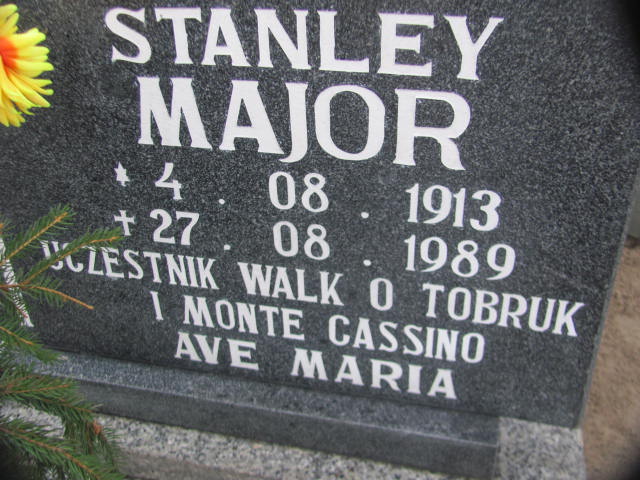 STANLEY
MAJOR
* 4. 08. 1913
† 27. 08. 1989
UCZESTNIK WALK O TOBRUK
I MONTE CASSINO
AVE MARIA